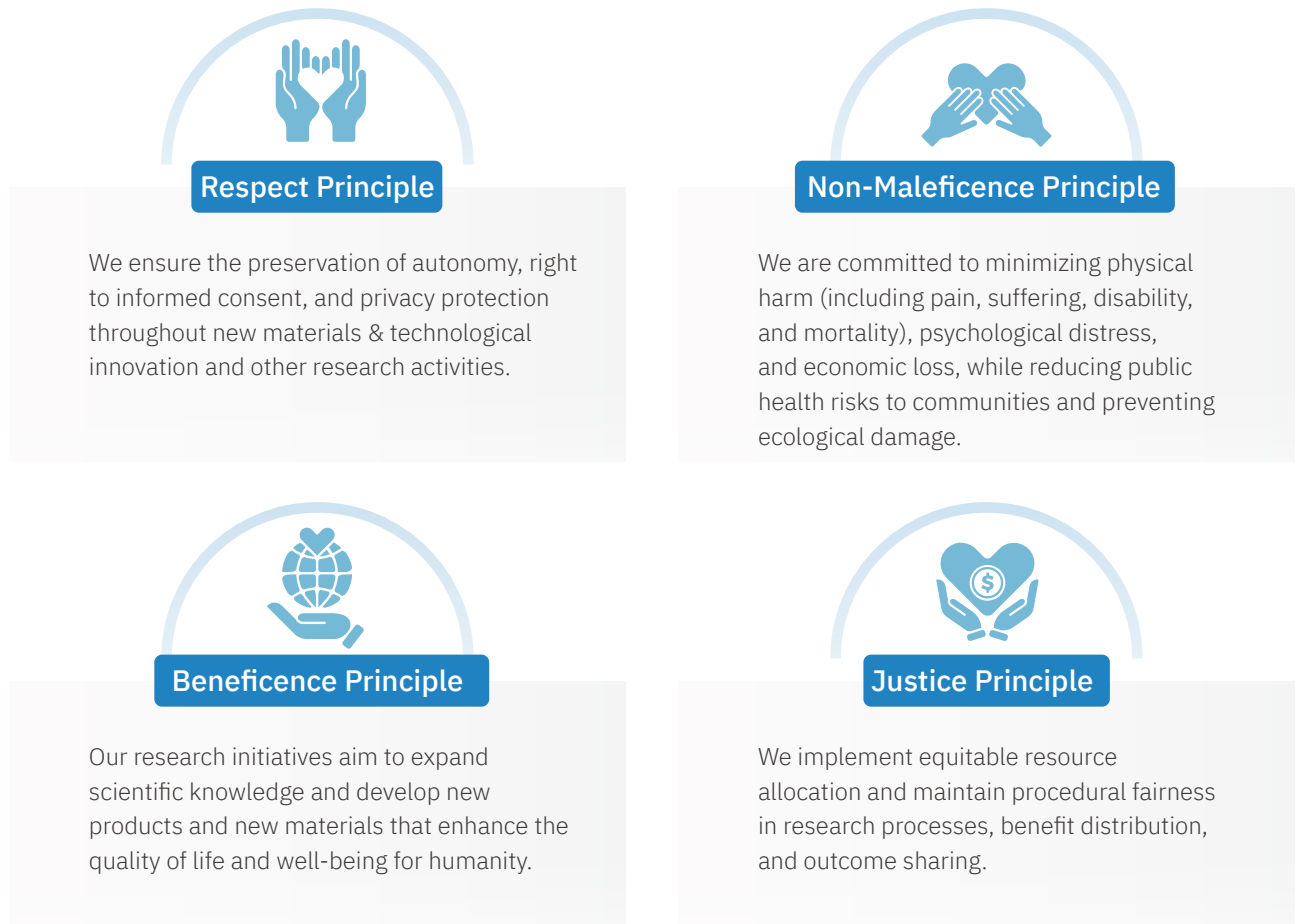 Respect Principle
We ensure the preservation of autonomy, right
to informed consent, and privacy protection
throughout new materials & technological
innovation and other research activities.
Non-Maleficence Principle
We are committed to minimizing physical
harm (including pain, suffering, disability,
and mortality), psychological distress,
and economic loss, while reducing public
health risks to communities and preventing
ecological damage.
Beneficence Principle
Our research initiatives aim to expand
scientific knowledge and develop new
products and new materials that enhance the
quality of life and well-being for humanity.
$
Justice Principle
We implement equitable resource
allocation and maintain procedural fairness
in research processes, benefit distribution,
and outcome sharing.